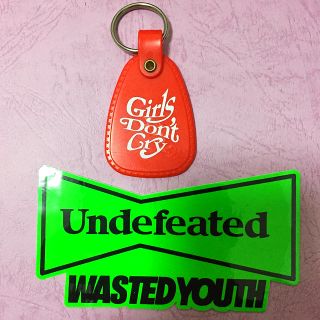 Girls
Don't
Cry
Undefeated
WASTED YOUTH